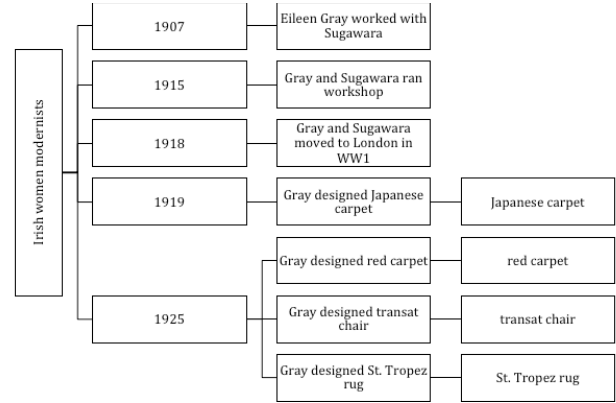 Irish women modernists
1907
Eileen Gray worked with
Sugawara
1915
Gray and Sugawara ran
workshop
1918
Gray and Sugawara
moved to London in
WW1
1919
Gray designed Japanese
carpet
Japanese carpet
1925
Gray designed red carpet
red carpet
Gray designed transat
chair
transat chair
Gray designed St. Tropez
rug
St. Tropez rug